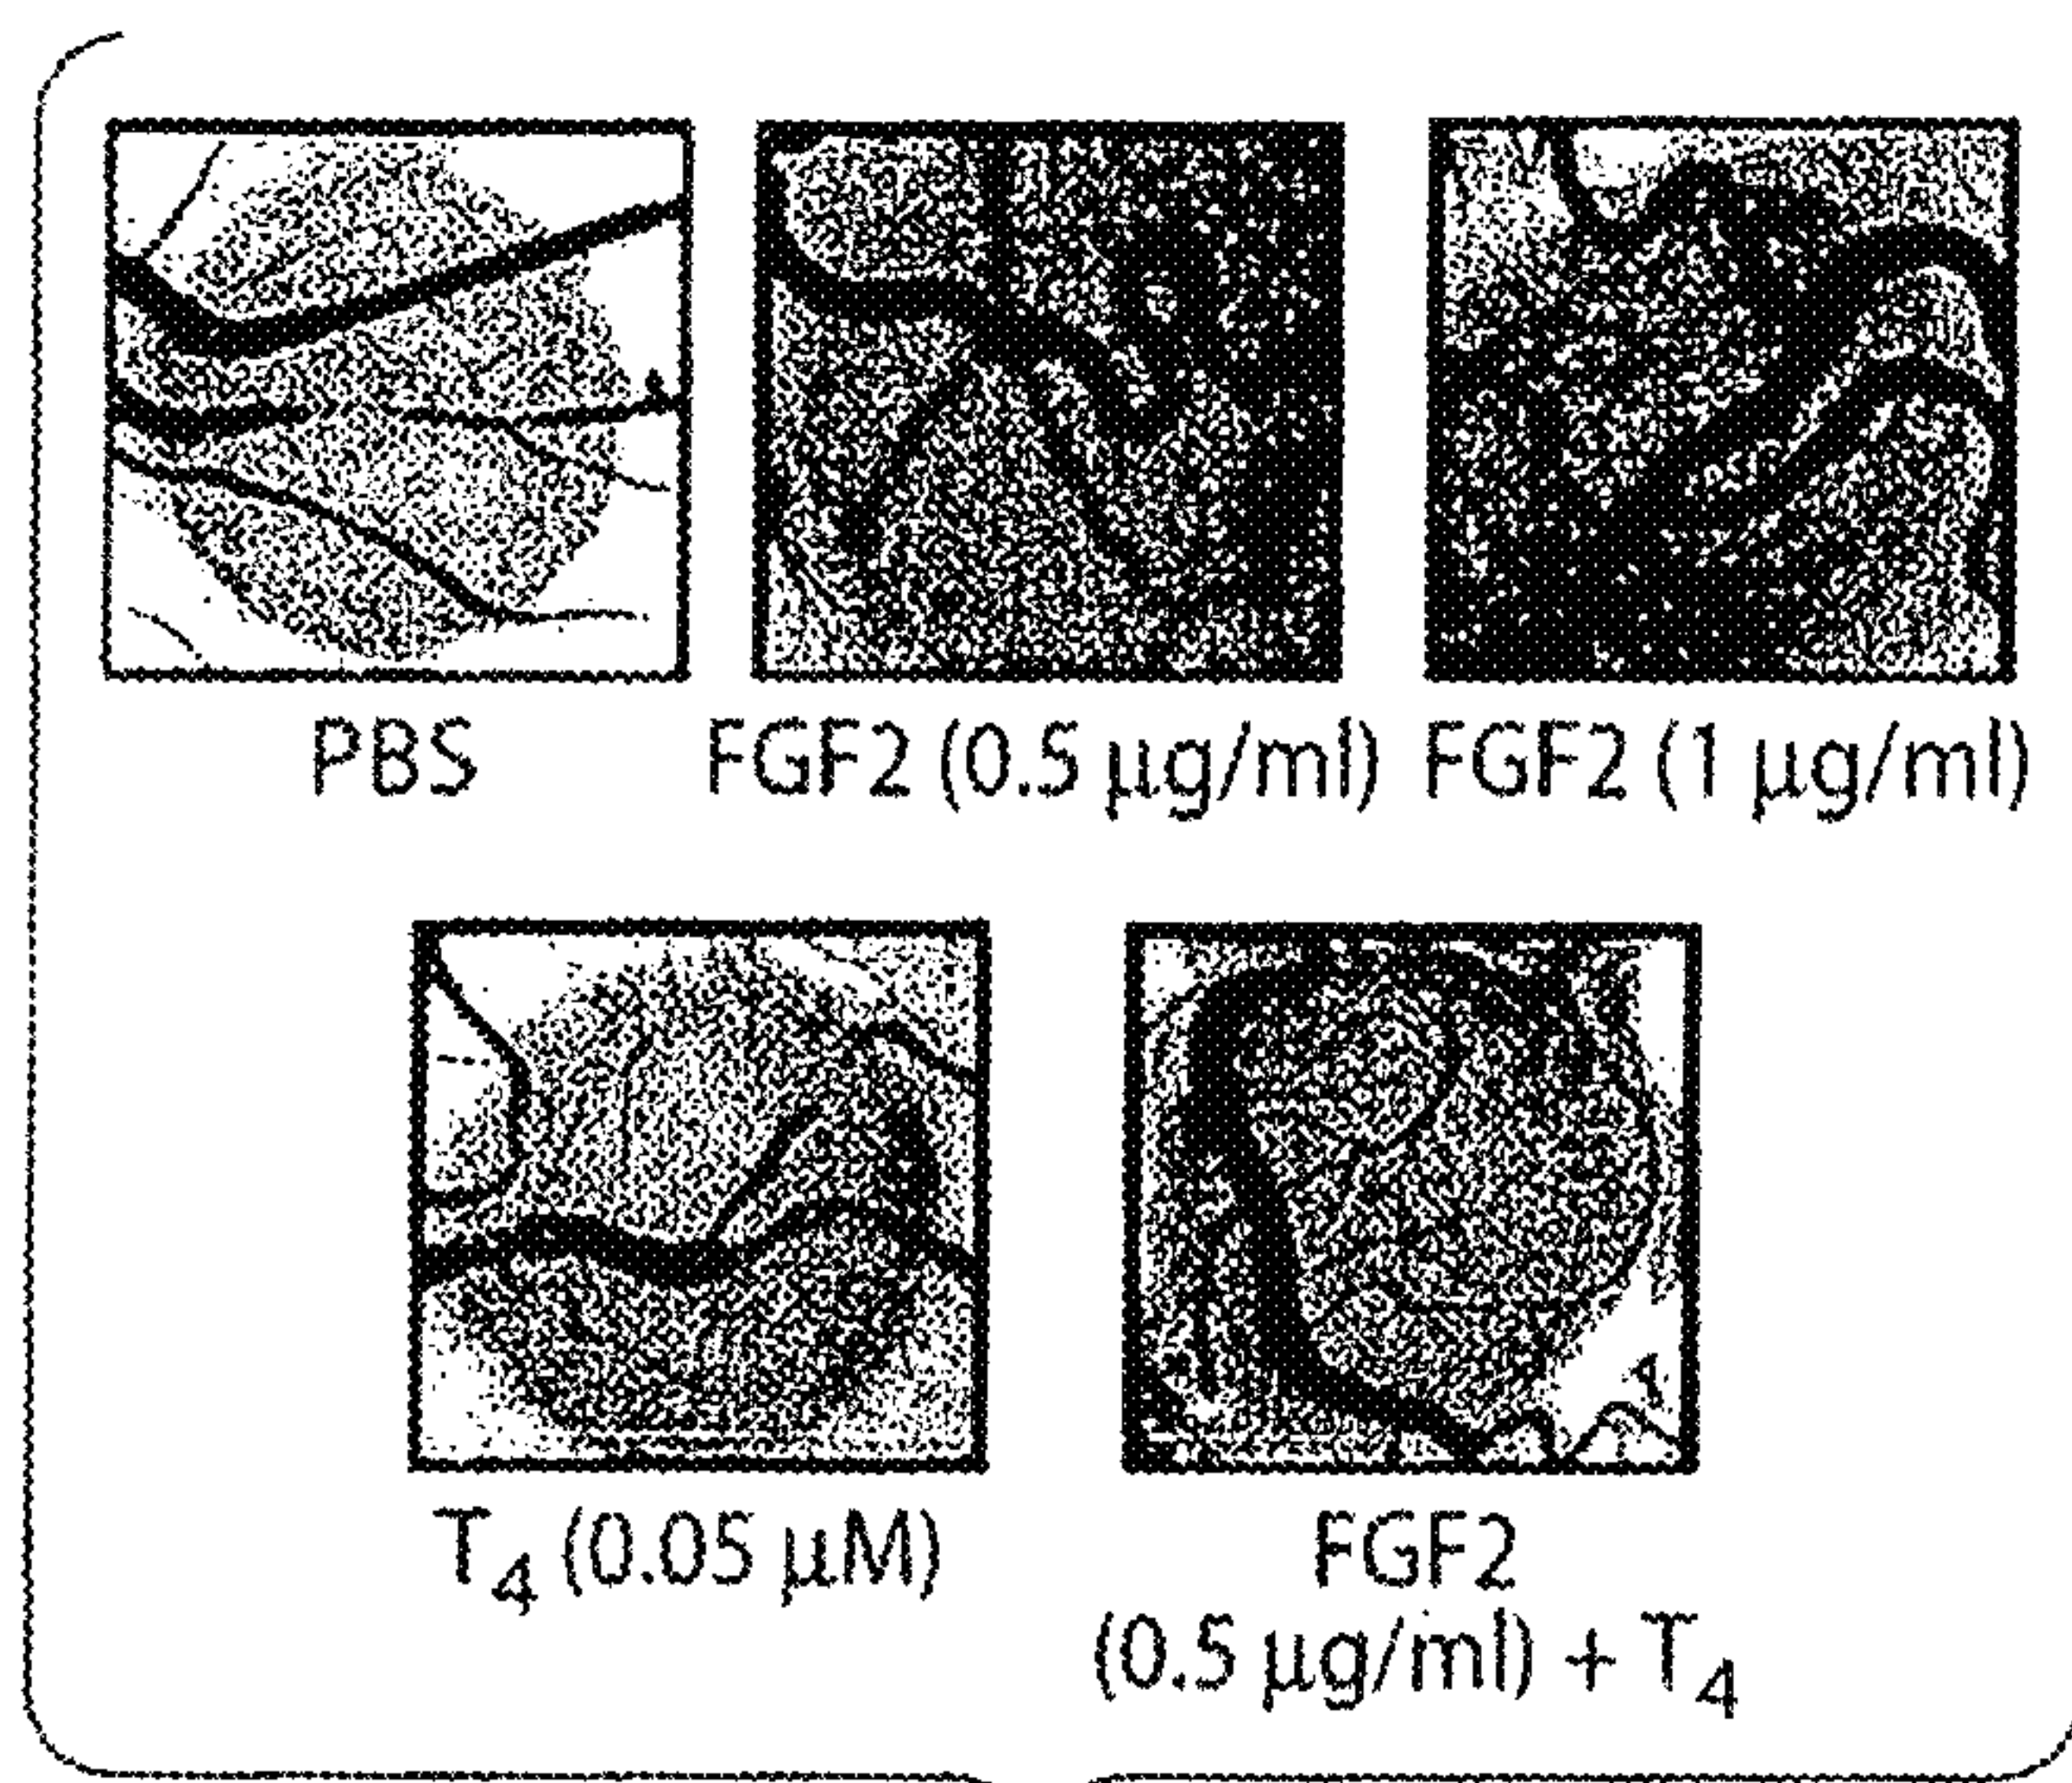 PBS
FGF2 (0.5 µg/ml)
FGF2 (1 µg/ml)
T₄ (0.05 µM)
FGF2
(0.5 µg/ml) + T₄